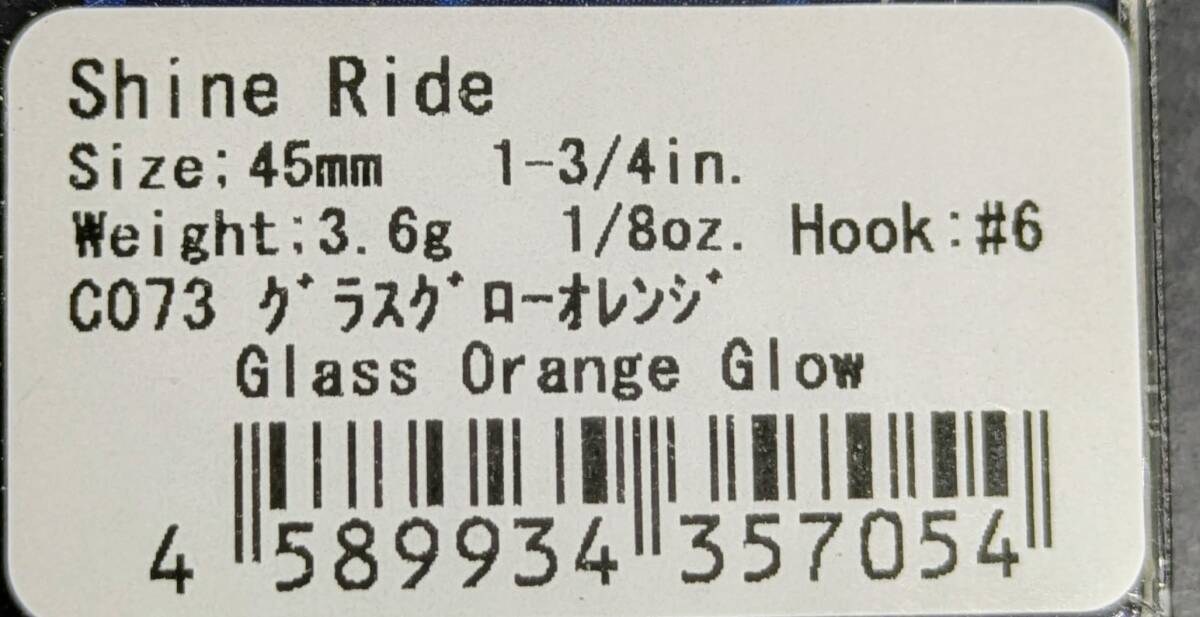 Shine Ride
Size:45mm 1-3/4in.
Weight:3.6g 1/8oz. Hook:#6
C073 グラスグローオレンジ
Glass Orange Glow
4 589934 357054